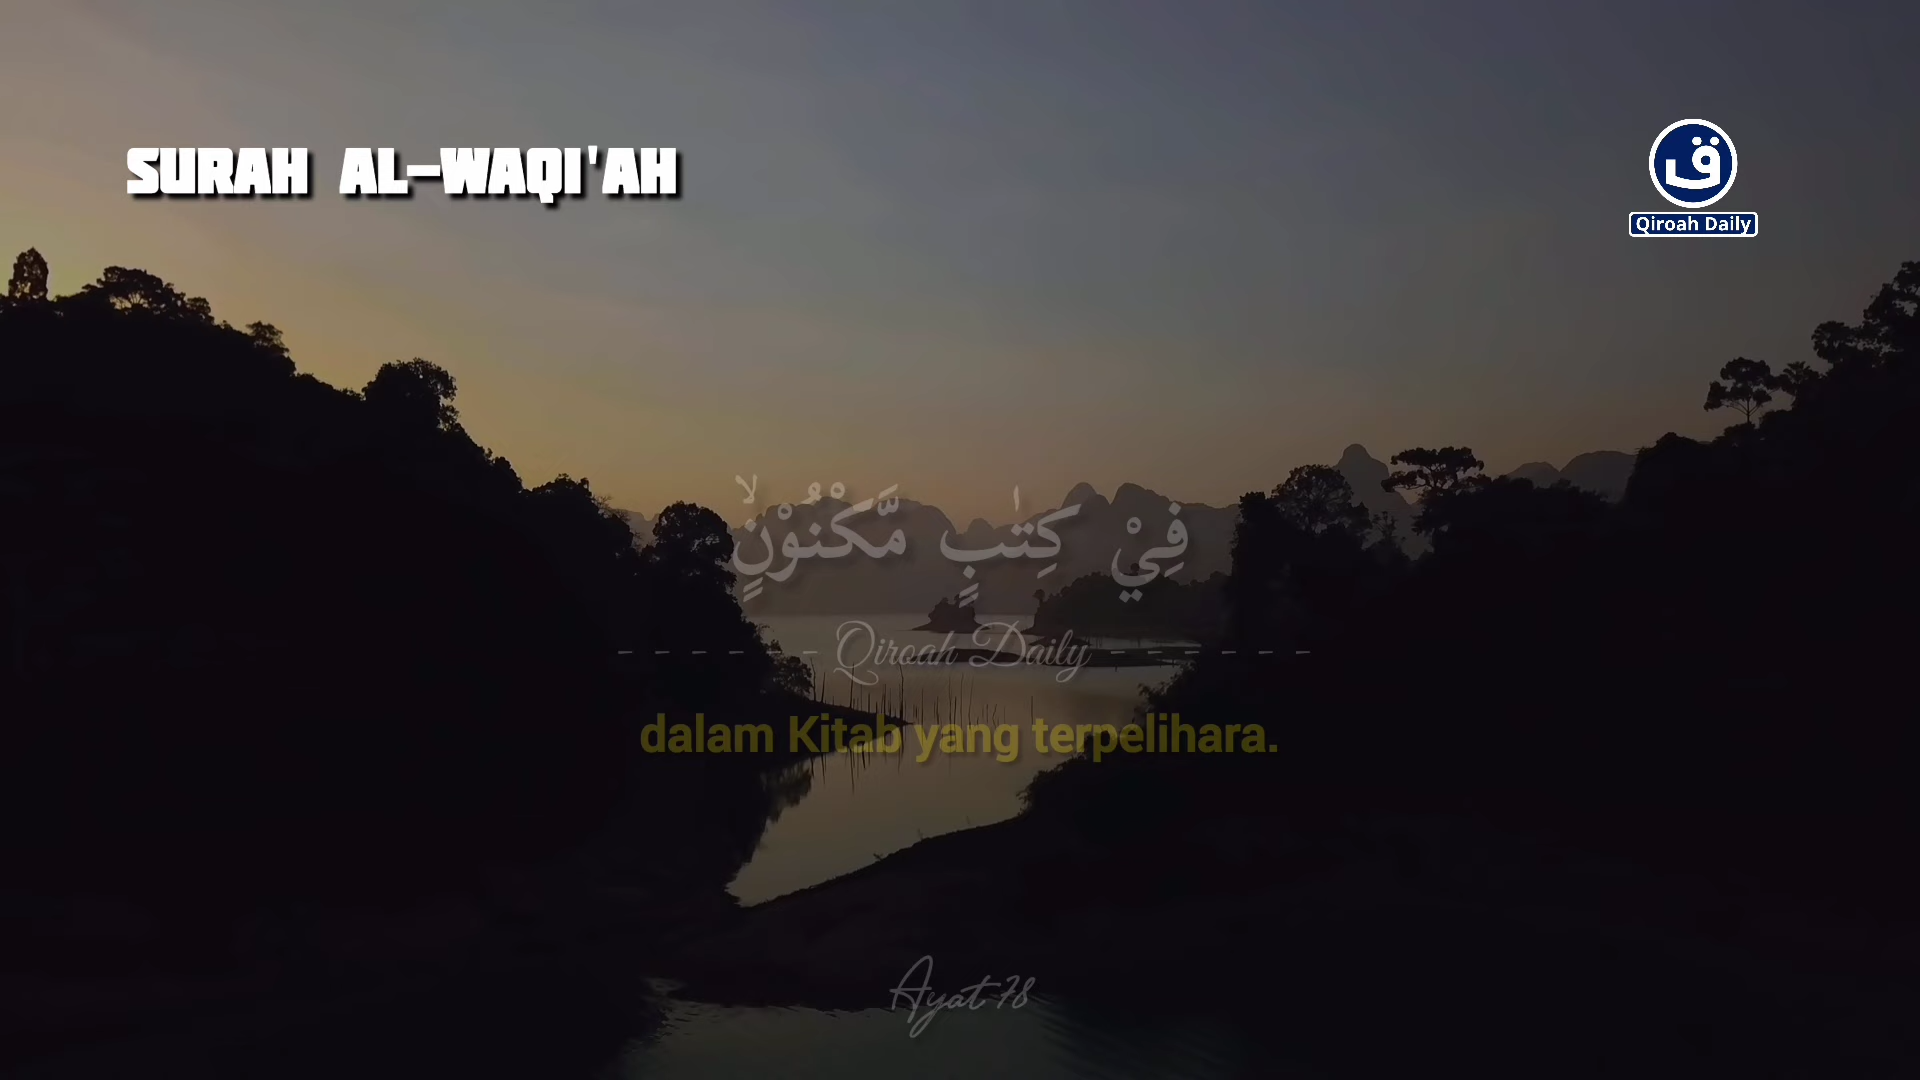 SURAH AL-WAQI'AH
ق
Qiroah Daily
فِيْ كِتٰبٍ مَّكْنُوْنٍۙ
Qiroah Daily
dalam Kitab yang terpelihara.
Ayat 78